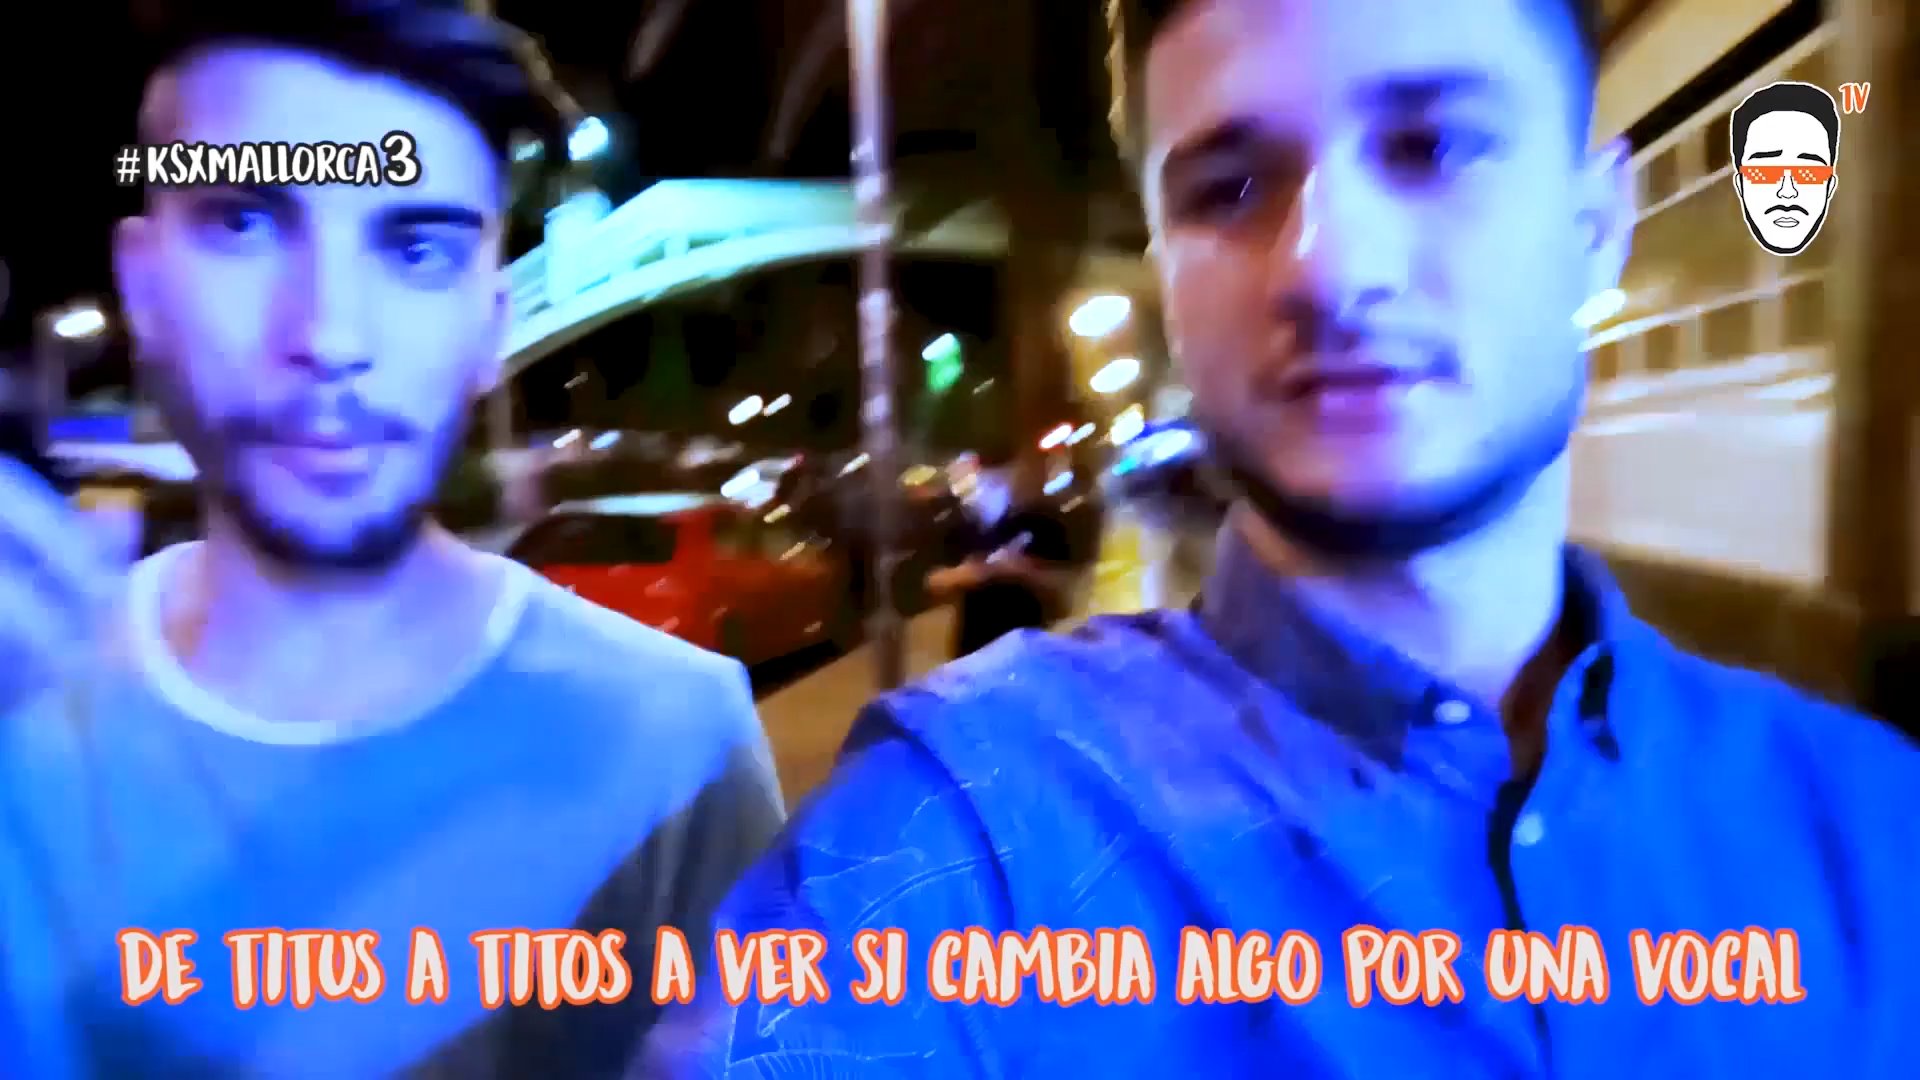 #KSXMALLORCA3
TV
DE TITUS A TITOS A VER SI CAMBIA ALGO POR UNA VOCAL